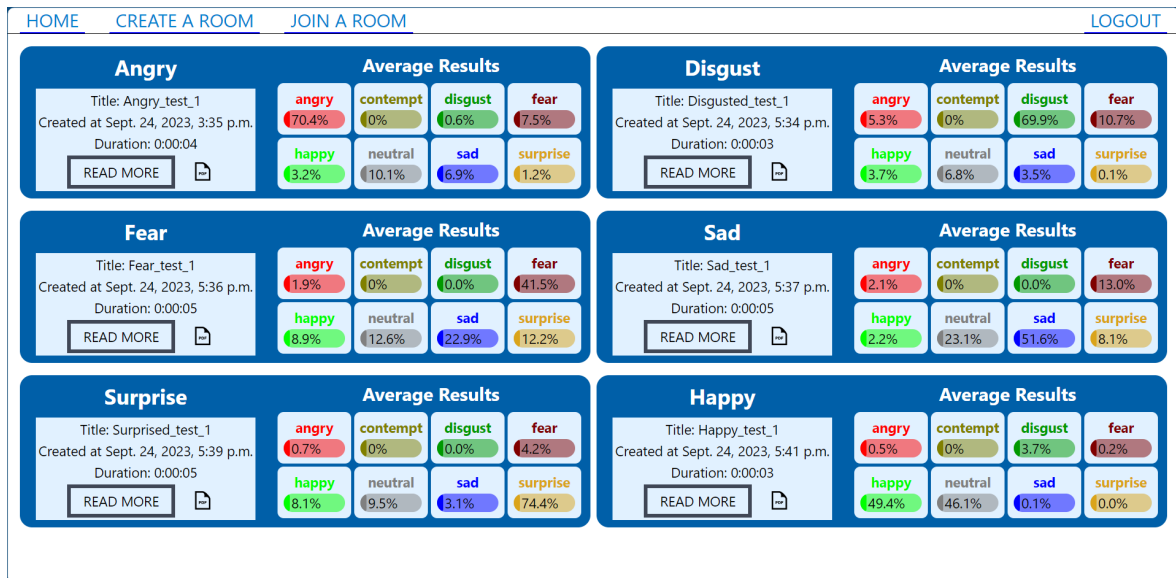 HOME CREATE A ROOM JOIN A ROOM LOGOUT
Angry
Title: Angry_test_1
Created at Sept. 24, 2023, 3:35 p.m.
Duration: 0:00:04
READ MORE PDF
Average Results
angry contempt disgust fear
70.4% 0% 0.6% 7.5%
happy neutral sad surprise
3.2% 10.1% 6.9% 1.2%
Disgust
Title: Disgusted_test_1
Created at Sept. 24, 2023, 5:34 p.m.
Duration: 0:00:03
READ MORE PDF
Average Results
angry contempt disgust fear
5.3% 0% 69.9% 10.7%
happy neutral sad surprise
3.7% 6.8% 3.5% 0.1%
Fear
Title: Fear_test_1
Created at Sept. 24, 2023, 5:36 p.m.
Duration: 0:00:05
READ MORE PDF
Average Results
angry contempt disgust fear
1.9% 0% 0.0% 41.5%
happy neutral sad surprise
8.9% 12.6% 22.9% 12.2%
Sad
Title: Sad_test_1
Created at Sept. 24, 2023, 5:37 p.m.
Duration: 0:00:05
READ MORE PDF
Average Results
angry contempt disgust fear
2.1% 0% 0.0% 13.0%
happy neutral sad surprise
2.2% 23.1% 51.6% 8.1%
Surprise
Title: Surprised_test_1
Created at Sept. 24, 2023, 5:39 p.m.
Duration: 0:00:05
READ MORE PDF
Average Results
angry contempt disgust fear
0.7% 0% 0.0% 4.2%
happy neutral sad surprise
8.1% 9.5% 3.1% 74.4%
Happy
Title: Happy_test_1
Created at Sept. 24, 2023, 5:41 p.m.
Duration: 0:00:03
READ MORE PDF
Average Results
angry contempt disgust fear
0.5% 0% 3.7% 0.2%
happy neutral sad surprise
49.4% 46.1% 0.1% 0.0%